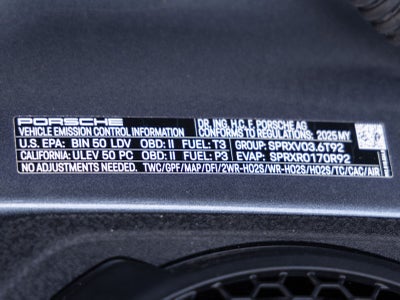 PORSCHE DR. ING. H.C. F. PORSCHE AG
VEHICLE EMISSION CONTROL INFORMATION CONFORMS TO REGULATIONS: 2025 MY
U.S. EPA: BIN 50 LDV OBD: II FUEL: T3 GROUP: SPRXV03.6T92
CALIFORNIA: ULEV 50 PC OBD: II FUEL: P3 EVAP: SPRXR0170R92
NO ADJUSTMENTS NEEDED. TWC/GPF/MAP/DFI/2WR-HO2S/WR-HO2S/HO2S/TC/CAC/AIR